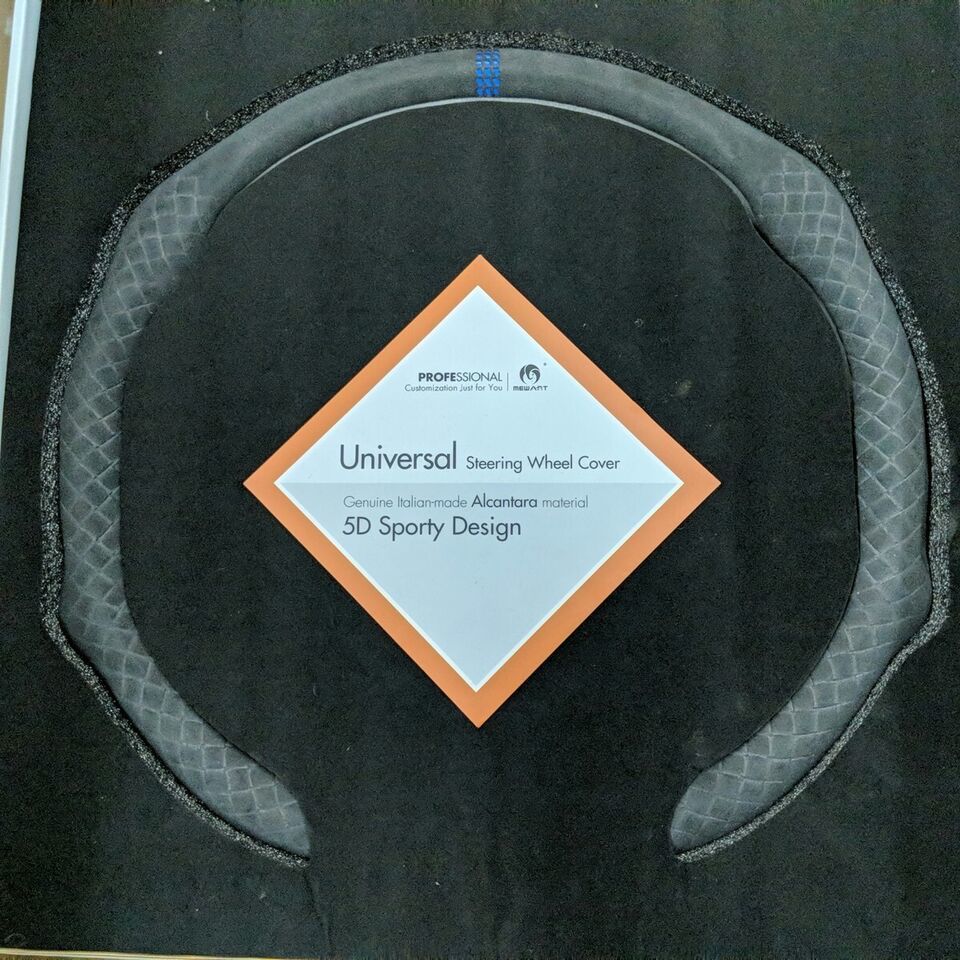 PROFESSIONAL
Customization Just for You
MEWANT
Universal Steering Wheel Cover
Genuine Italian-made Alcantara material
5D Sporty Design